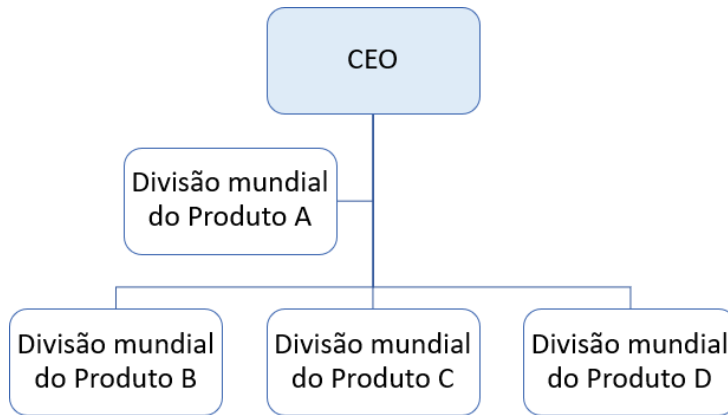 CEO
Divisão mundial
do Produto A
Divisão mundial
do Produto B
Divisão mundial
do Produto C
Divisão mundial
do Produto D